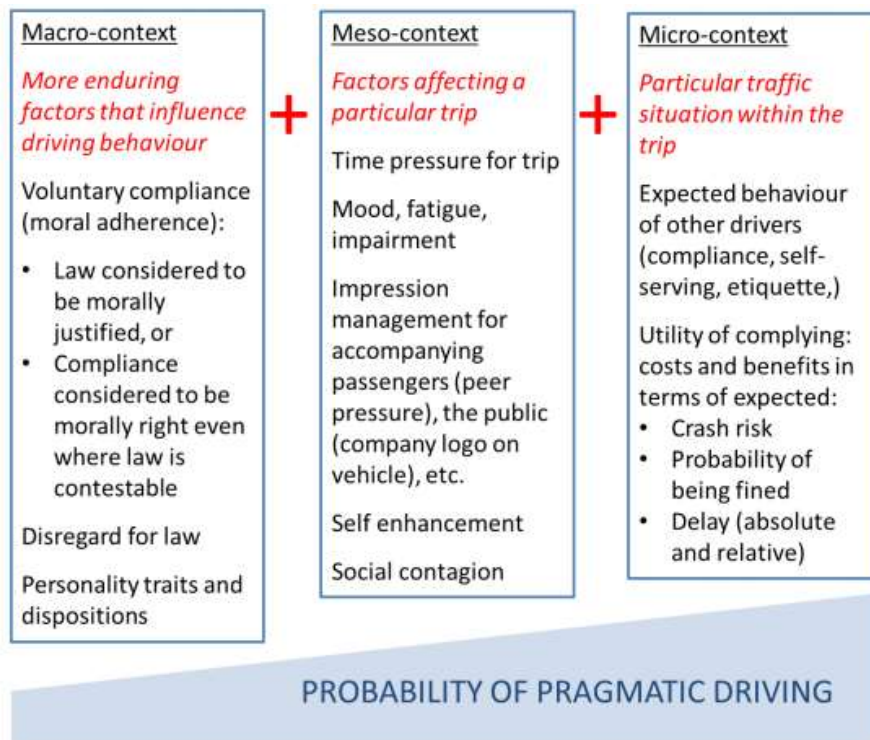 Macro-context
More enduring
factors that influence
driving behaviour
Voluntary compliance
(moral adherence):
• Law considered to
be morally
justified, or
• Compliance
considered to be
morally right even
where law is
contestable
Disregard for law
Personality traits and
dispositions
+
Meso-context
Factors affecting a
particular trip
Time pressure for trip
Mood, fatigue,
impairment
Impression
management for
accompanying
passengers (peer
pressure), the public
(company logo on
vehicle), etc.
Self enhancement
Social contagion
+
Micro-context
Particular traffic
situation within the
trip
Expected behaviour
of other drivers
(compliance, self-
serving, etiquette,)
Utility of complying:
costs and benefits in
terms of expected:
• Crash risk
• Probability of
being fined
• Delay (absolute
and relative)
PROBABILITY OF PRAGMATIC DRIVING